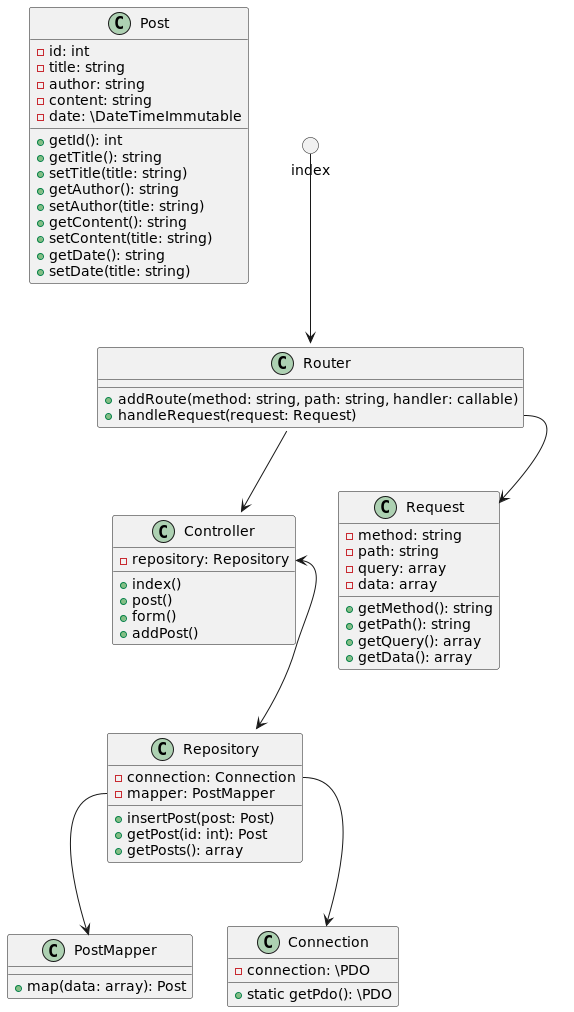 C Post
id: int
title: string
author: string
content: string
date: \DateTimeImmutable
getId(): int
getTitle(): string
setTitle(title: string)
getAuthor(): string
setAuthor(title: string)
getContent(): string
setContent(title: string)
getDate(): string
setDate(title: string)
index
C Router
addRoute(method: string, path: string, handler: callable)
handleRequest(request: Request)
C Controller
repository: Repository
index()
post()
form()
addPost()
C Request
method: string
path: string
query: array
data: array
getMethod(): string
getPath(): string
getQuery(): array
getData(): array
C Repository
connection: Connection
mapper: PostMapper
insertPost(post: Post)
getPost(id: int): Post
getPosts(): array
C PostMapper
map(data: array): Post
C Connection
connection: \PDO
static getPdo(): \PDO